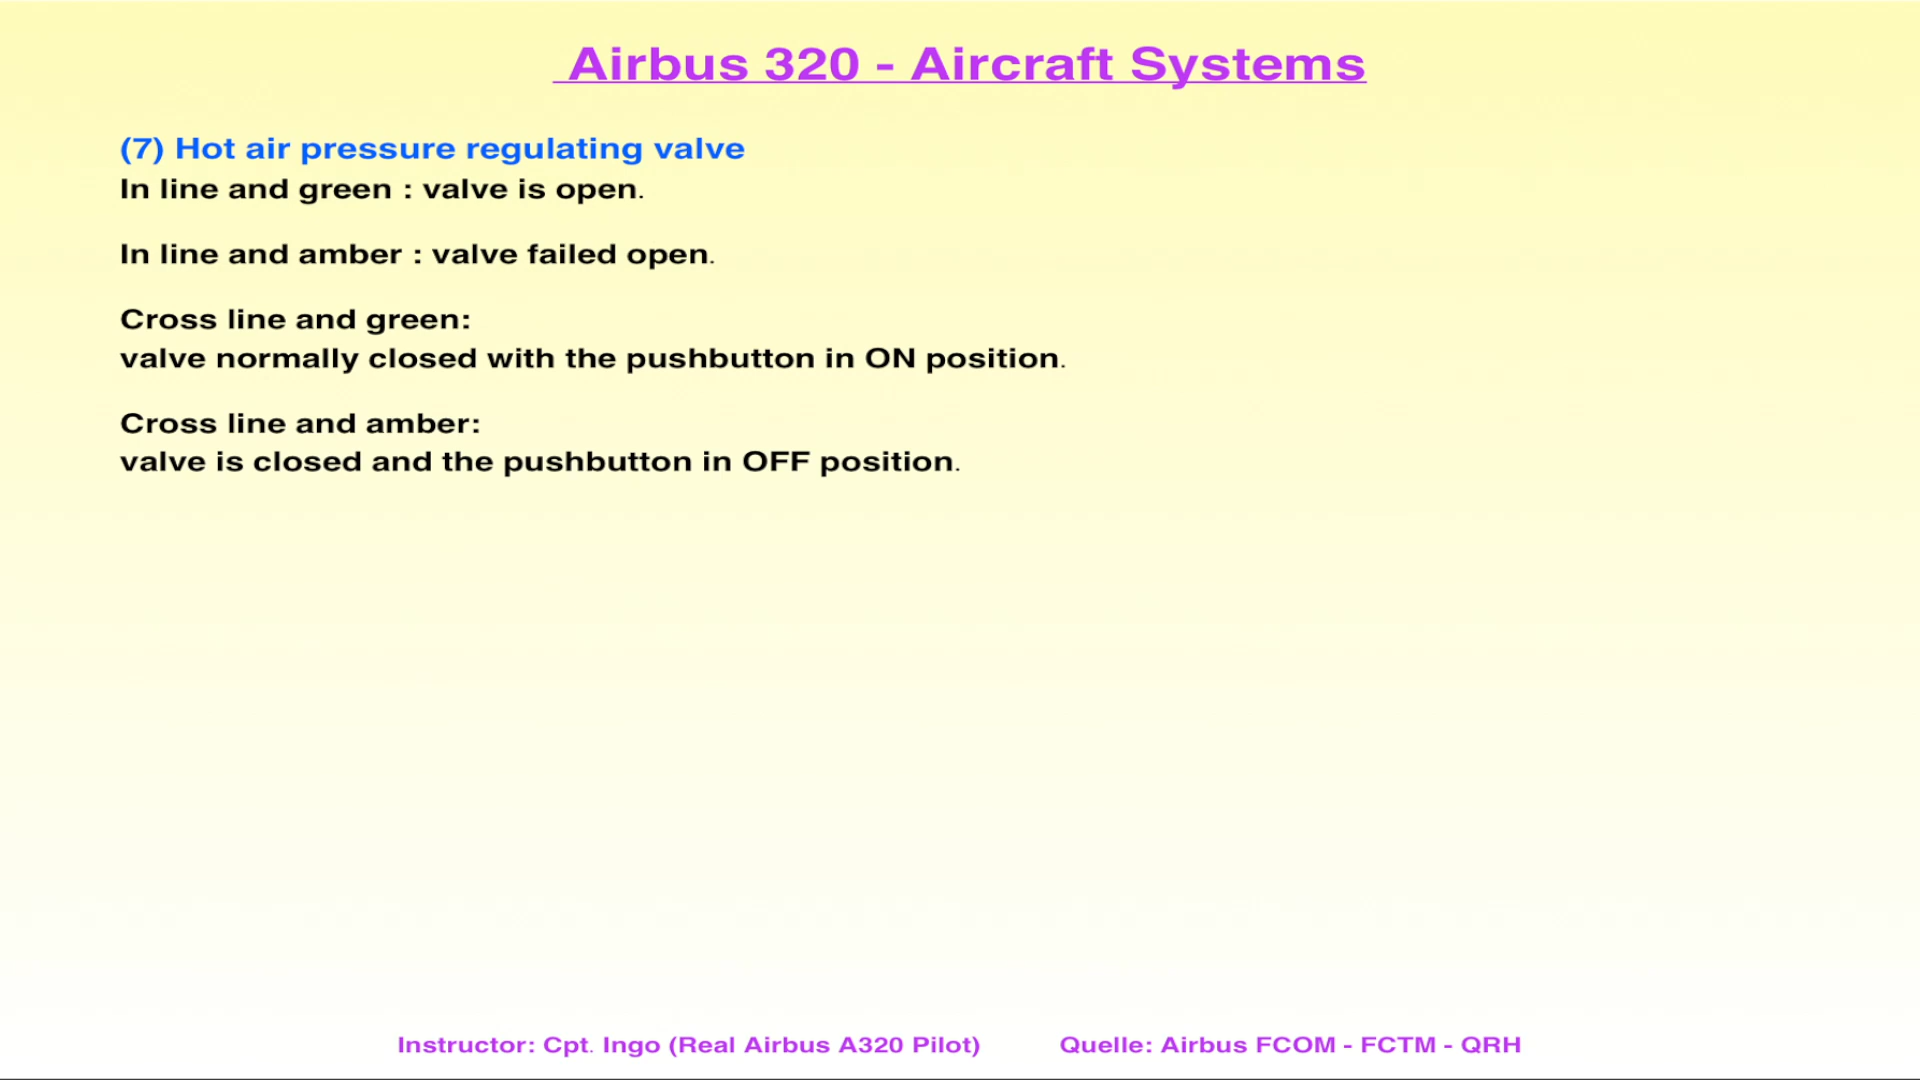 Airbus 320 - Aircraft Systems
(7) Hot air pressure regulating valve
In line and green : valve is open.
In line and amber : valve failed open.
Cross line and green:
valve normally closed with the pushbutton in ON position.
Cross line and amber:
valve is closed and the pushbutton in OFF position.
Instructor: Cpt. Ingo (Real Airbus A320 Pilot) Quelle: Airbus FCOM - FCTM - QRH